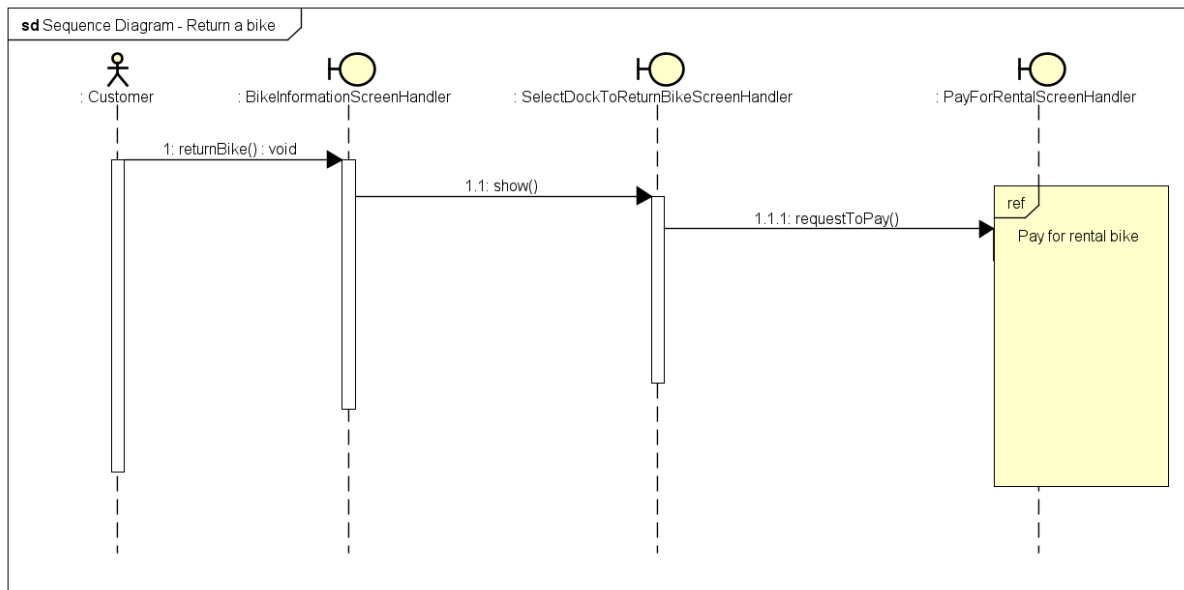 sd Sequence Diagram - Return a bike
: Customer
: BikeInformationScreenHandler
: SelectDockToReturnBikeScreenHandler
: PayForRentalScreenHandler
1: returnBike() : void
1.1: show()
1.1.1: requestToPay()
ref
Pay for rental bike